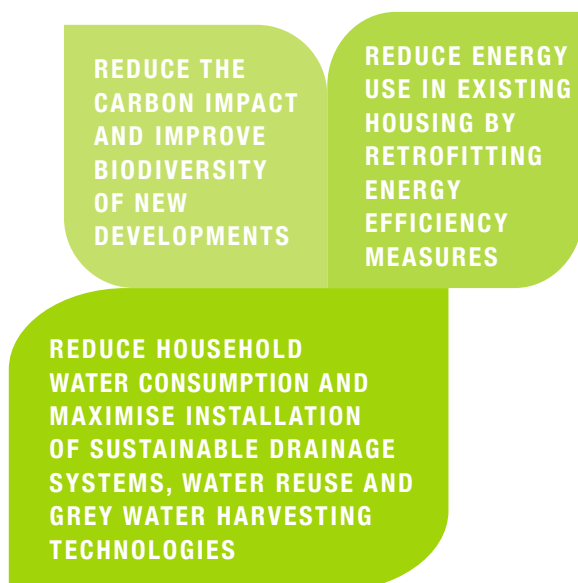 REDUCE THE
CARBON IMPACT
AND IMPROVE
BIODIVERSITY
OF NEW
DEVELOPMENTS
REDUCE ENERGY
USE IN EXISTING
HOUSING BY
RETROFITTING
ENERGY
EFFICIENCY
MEASURES
REDUCE HOUSEHOLD
WATER CONSUMPTION AND
MAXIMISE INSTALLATION
OF SUSTAINABLE DRAINAGE
SYSTEMS, WATER REUSE AND
GREY WATER HARVESTING
TECHNOLOGIES